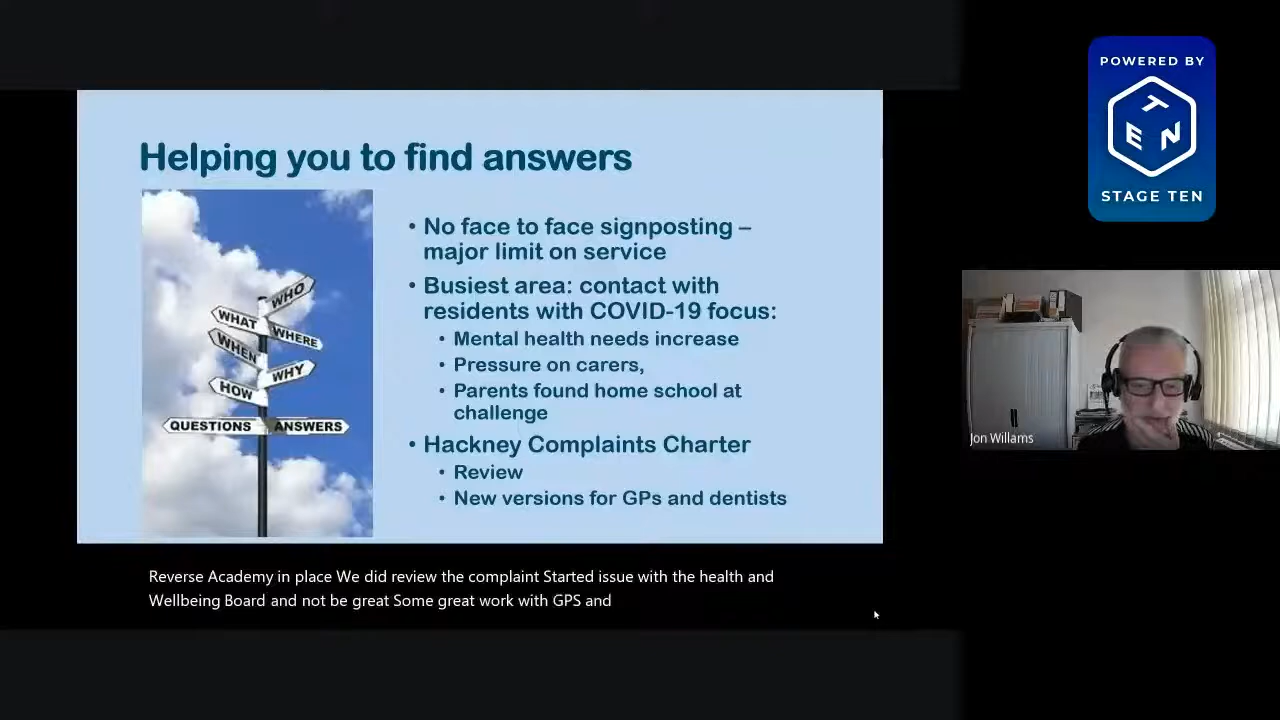 POWERED BY
TEN
STAGE TEN
Helping you to find answers
WHO
WHAT
WHERE
WHEN
WHY
HOW
QUESTIONS ANSWERS
• No face to face signposting –
major limit on service
• Busiest area: contact with
residents with COVID-19 focus:
• Mental health needs increase
• Pressure on carers,
• Parents found home school at
challenge
• Hackney Complaints Charter
• Review
• New versions for GPs and dentists
Jon Willams
Reverse Academy in place We did review the complaint Started issue with the health and
Wellbeing Board and not be great Some great work with GPS and